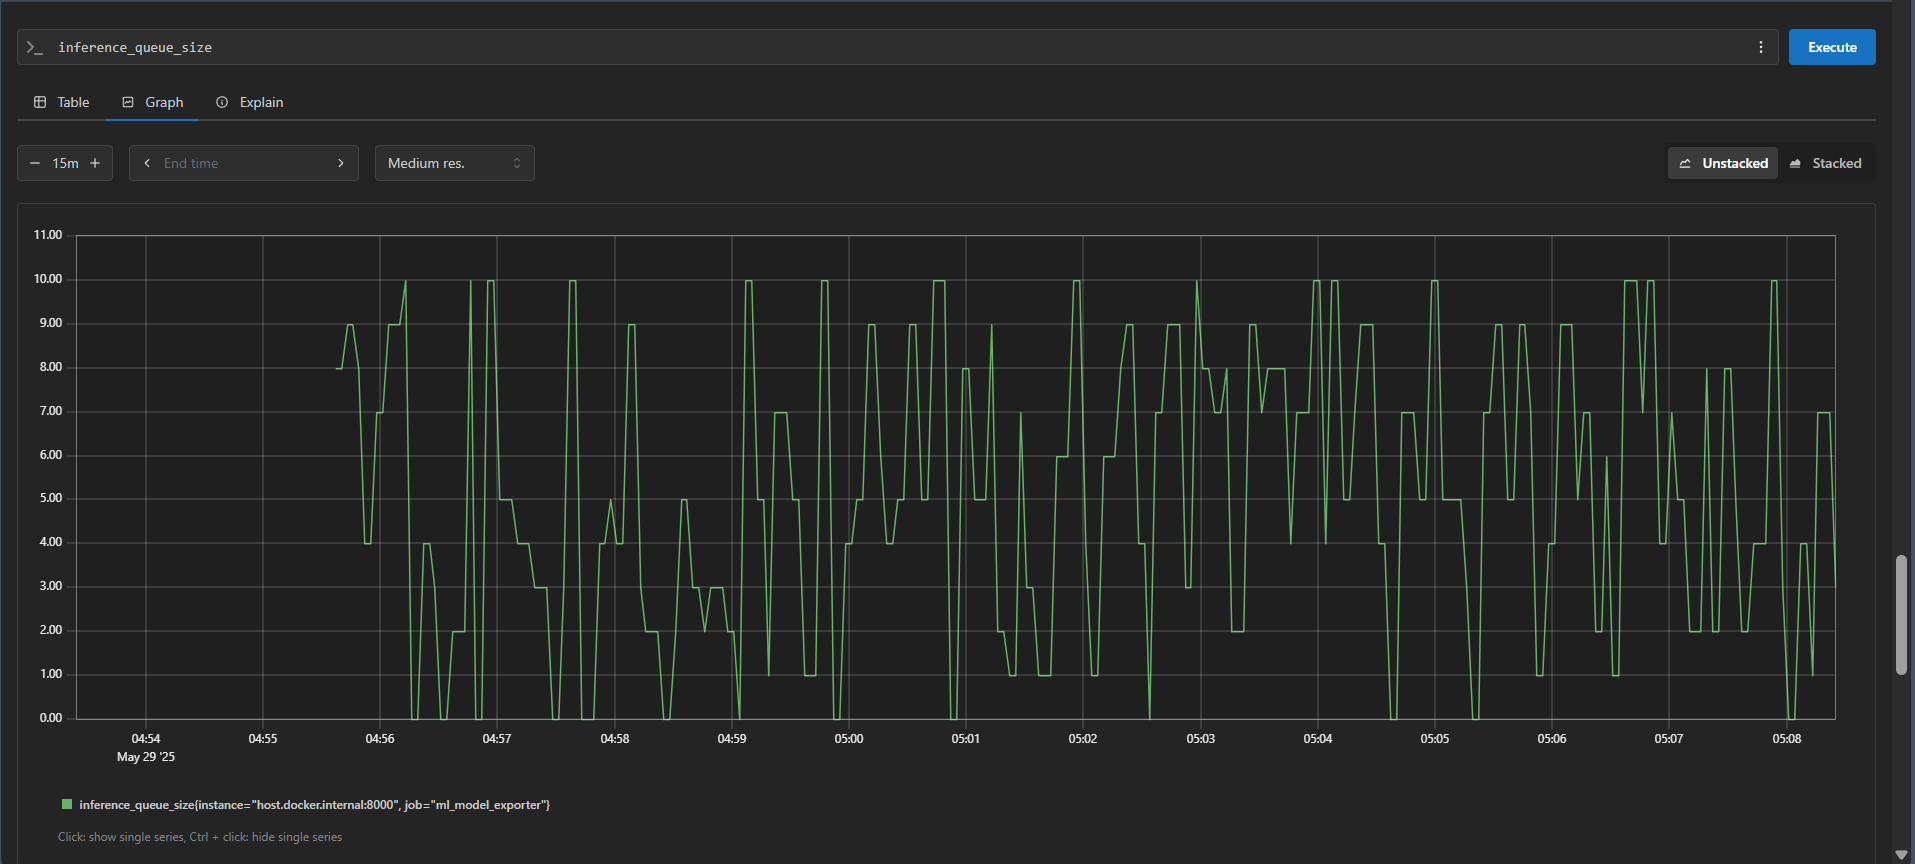 >_ inference_queue_size Execute
Table Graph Explain
15m End time Medium res. Unstacked Stacked
11.00
10.00
9.00
8.00
7.00
6.00
5.00
4.00
3.00
2.00
1.00
0.00
04:54 04:55 04:56 04:57 04:58 04:59 05:00 05:01 05:02 05:03 05:04 05:05 05:06 05:07 05:08
May 29 '25
inference_queue_size{instance="host.docker.internal:8000", job="ml_model_exporter"}
Click: show single series, Ctrl + click: hide single series